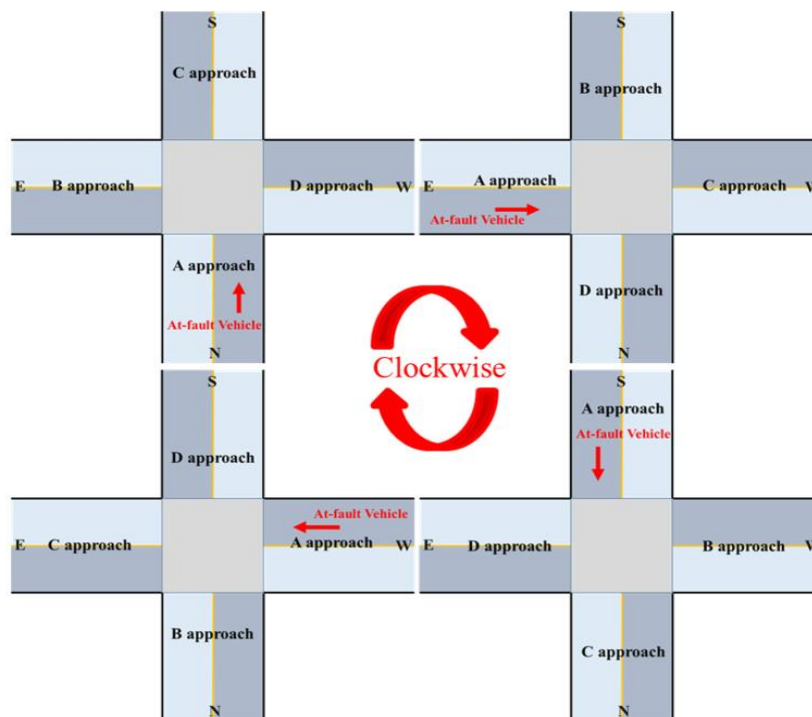 S
C approach
E B approach
D approach W
A approach
At-fault Vehicle
N
S
B approach
E A approach
At-fault Vehicle
C approach
D approach
N
Clockwise
S
D approach
At-fault Vehicle
E C approach
A approach W
B approach
N
S
A approach
At-fault Vehicle
E D approach
B approach
C approach
N